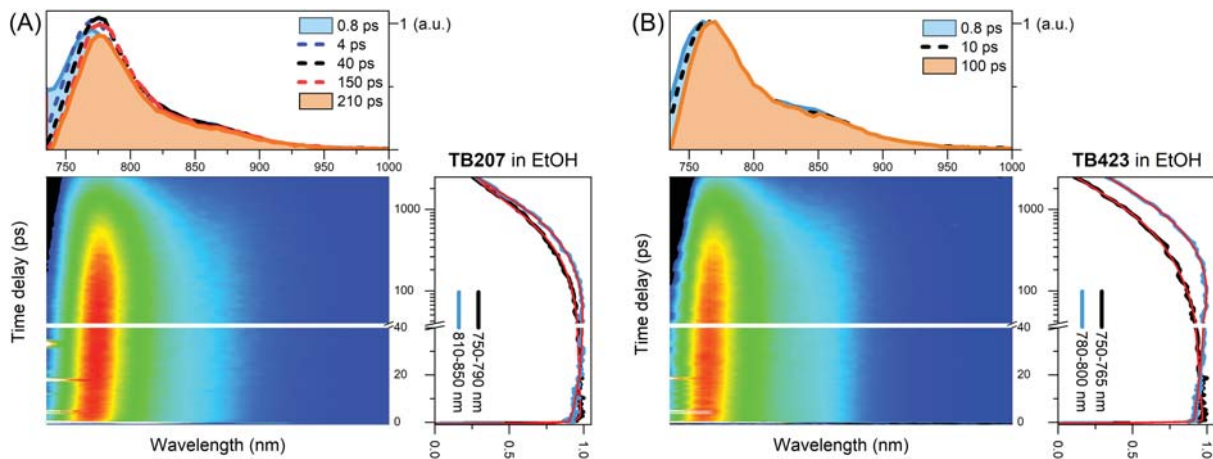 (A)
0.8 ps
4 ps
40 ps
150 ps
210 ps
1 (a.u.)
750 800 850 900 950 1000
TB207 in EtOH
Time delay (ps)
1000
100
40
20
0
810-850 nm
750-790 nm
Wavelength (nm)
0.0 0.5 1.0
(B)
0.8 ps
10 ps
100 ps
1 (a.u.)
750 800 850 900 950 1000
TB423 in EtOH
Time delay (ps)
1000
100
40
20
0
780-800 nm
750-765 nm
Wavelength (nm)
0.0 0.5 1.0